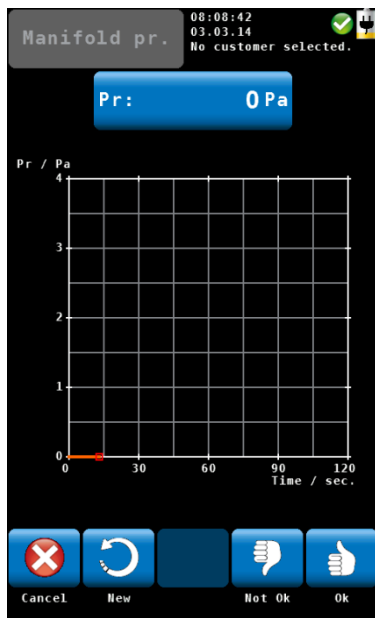 Manifold pr.
08:08:42
03.03.14
No customer selected.
Pr: 0 Pa
Pr / Pa
4
3
2
1
0
0 30 60 90 120
Time / sec.
Cancel New Not Ok Ok